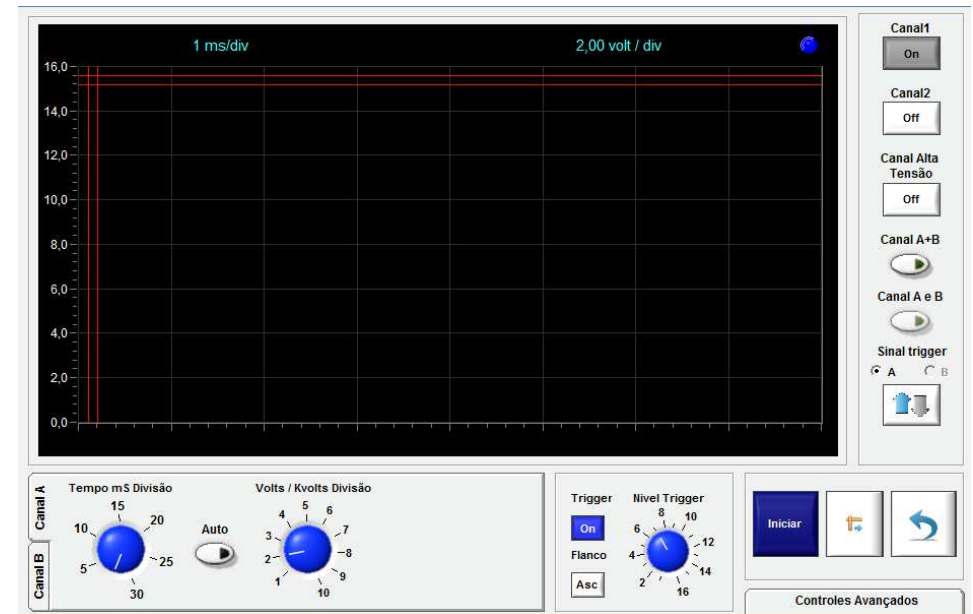 1 ms/div
2,00 volt / div
16,0
14,0
12,0
10,0
8,0
6,0
4,0
2,0
0,0
Canal1
On
Canal2
Off
Canal Alta
Tensão
Off
Canal A+B
Canal A e B
Sinal trigger
A
B
Canal A
Canal B
Tempo mS Divisão
5
10
15
20
25
30
Auto
Volts / Kvolts Divisão
1
2
3
4
5
6
7
8
9
10
Trigger
On
Flanco
Asc
Nivel Trigger
2
4
6
8
10
12
14
16
Iniciar
Controles Avançados